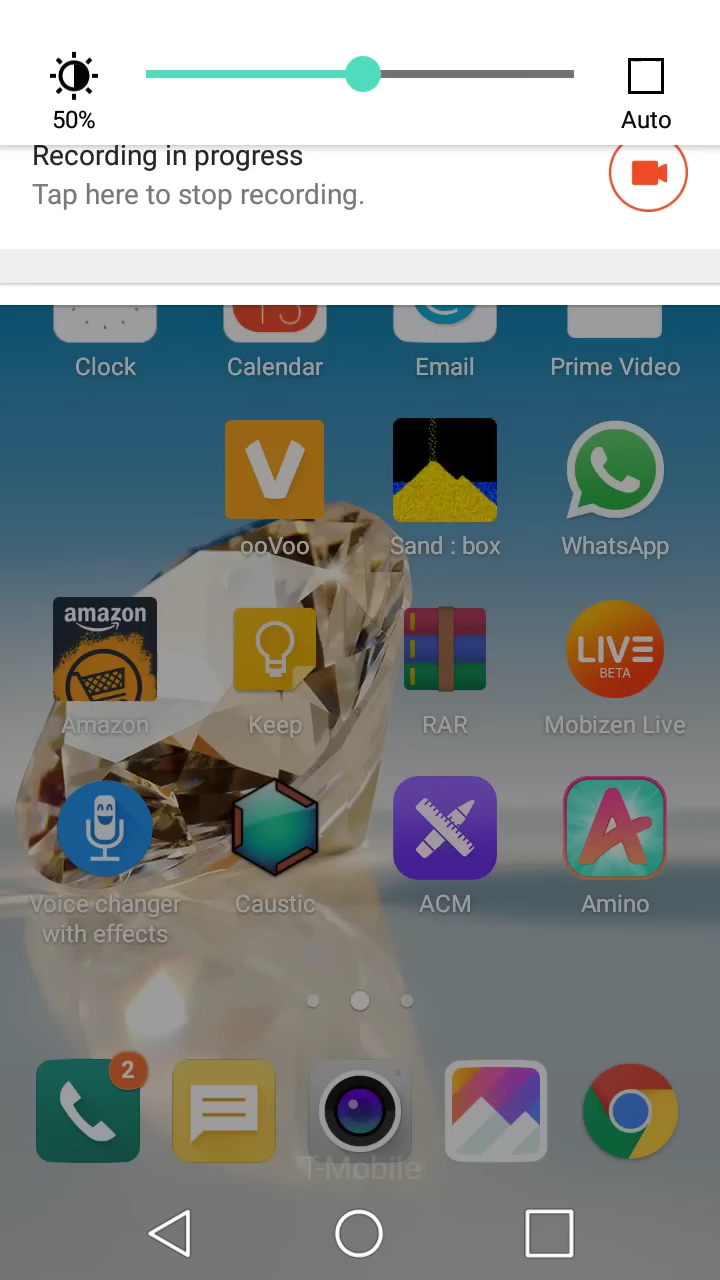 50%
Auto
Recording in progress
Tap here to stop recording.
Clock
Calendar
Email
Prime Video
V
ooVoo
Sand : box
WhatsApp
amazon
Amazon
Keep
RAR
LIVE
BETA
Mobizen Live
Voice changer
with effects
Caustic
ACM
A
Amino
2
T-Mobile